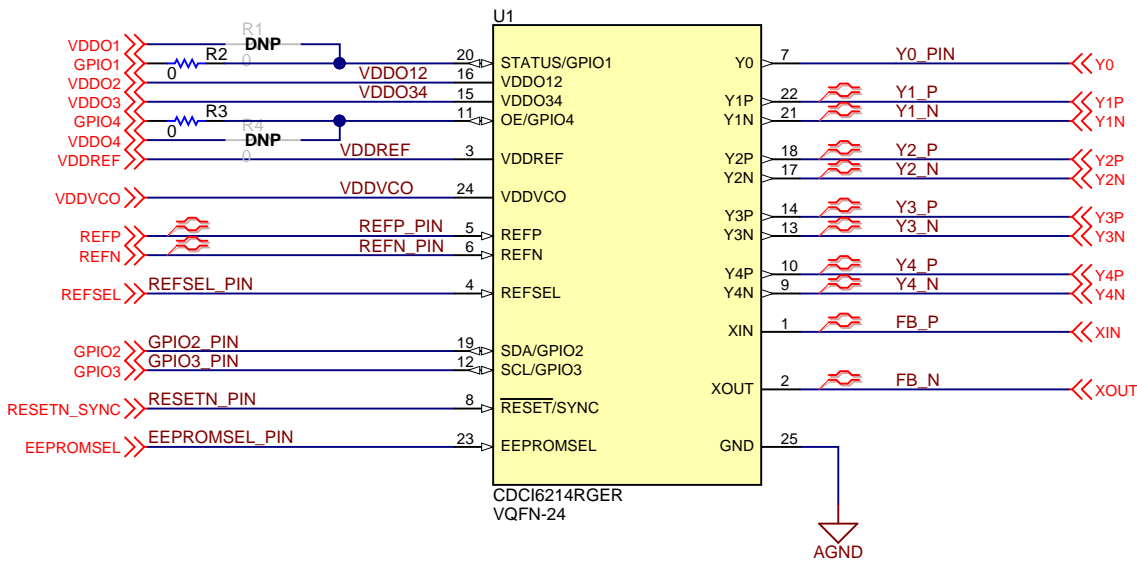 U1
R1
VDDO1 DNP
GPIO1 R2 0 20 STATUS/GPIO1 Y0 7 Y0_PIN Y0
0
VDDO2 VDDO12 16 VDDO12
VDDO3 VDDO34 15 VDDO34 Y1P 22 Y1_P Y1P
GPIO4 R3 11 OE/GPIO4 Y1N 21 Y1_N Y1N
0 R4
VDDO4 DNP
0
VDDREF VDDREF 3 VDDREF Y2P 18 Y2_P Y2P
Y2N 17 Y2_N Y2N
VDDVCO VDDVCO 24 VDDVCO
Y3P 14 Y3_P Y3P
REFP REFP_PIN 5 REFP Y3N 13 Y3_N Y3N
REFN REFN_PIN 6 REFN
Y4P 10 Y4_P Y4P
REFSEL REFSEL_PIN 4 REFSEL Y4N 9 Y4_N Y4N
XIN 1 FB_P XIN
GPIO2 GPIO2_PIN 19 SDA/GPIO2
GPIO3 GPIO3_PIN 12 SCL/GPIO3
XOUT 2 FB_N XOUT
RESETN_SYNC RESETN_PIN 8 RESET/SYNC
EEPROMSEL EEPROMSEL_PIN 23 EEPROMSEL GND 25
CDCI6214RGER
VQFN-24
AGND